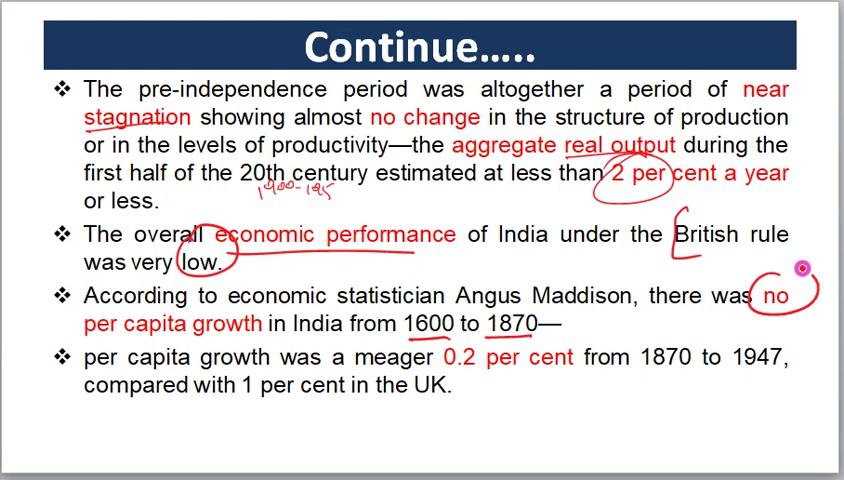 Continue…..
❖ The pre-independence period was altogether a period of near
stagnation showing almost no change in the structure of production
or in the levels of productivity—the aggregate real output during the
first half of the 20th century estimated at less than 2 per cent a year
1900-195
or less.
❖ The overall economic performance of India under the British rule
was very low.
❖ According to economic statistician Angus Maddison, there was no
per capita growth in India from 1600 to 1870—
❖ per capita growth was a meager 0.2 per cent from 1870 to 1947,
compared with 1 per cent in the UK.